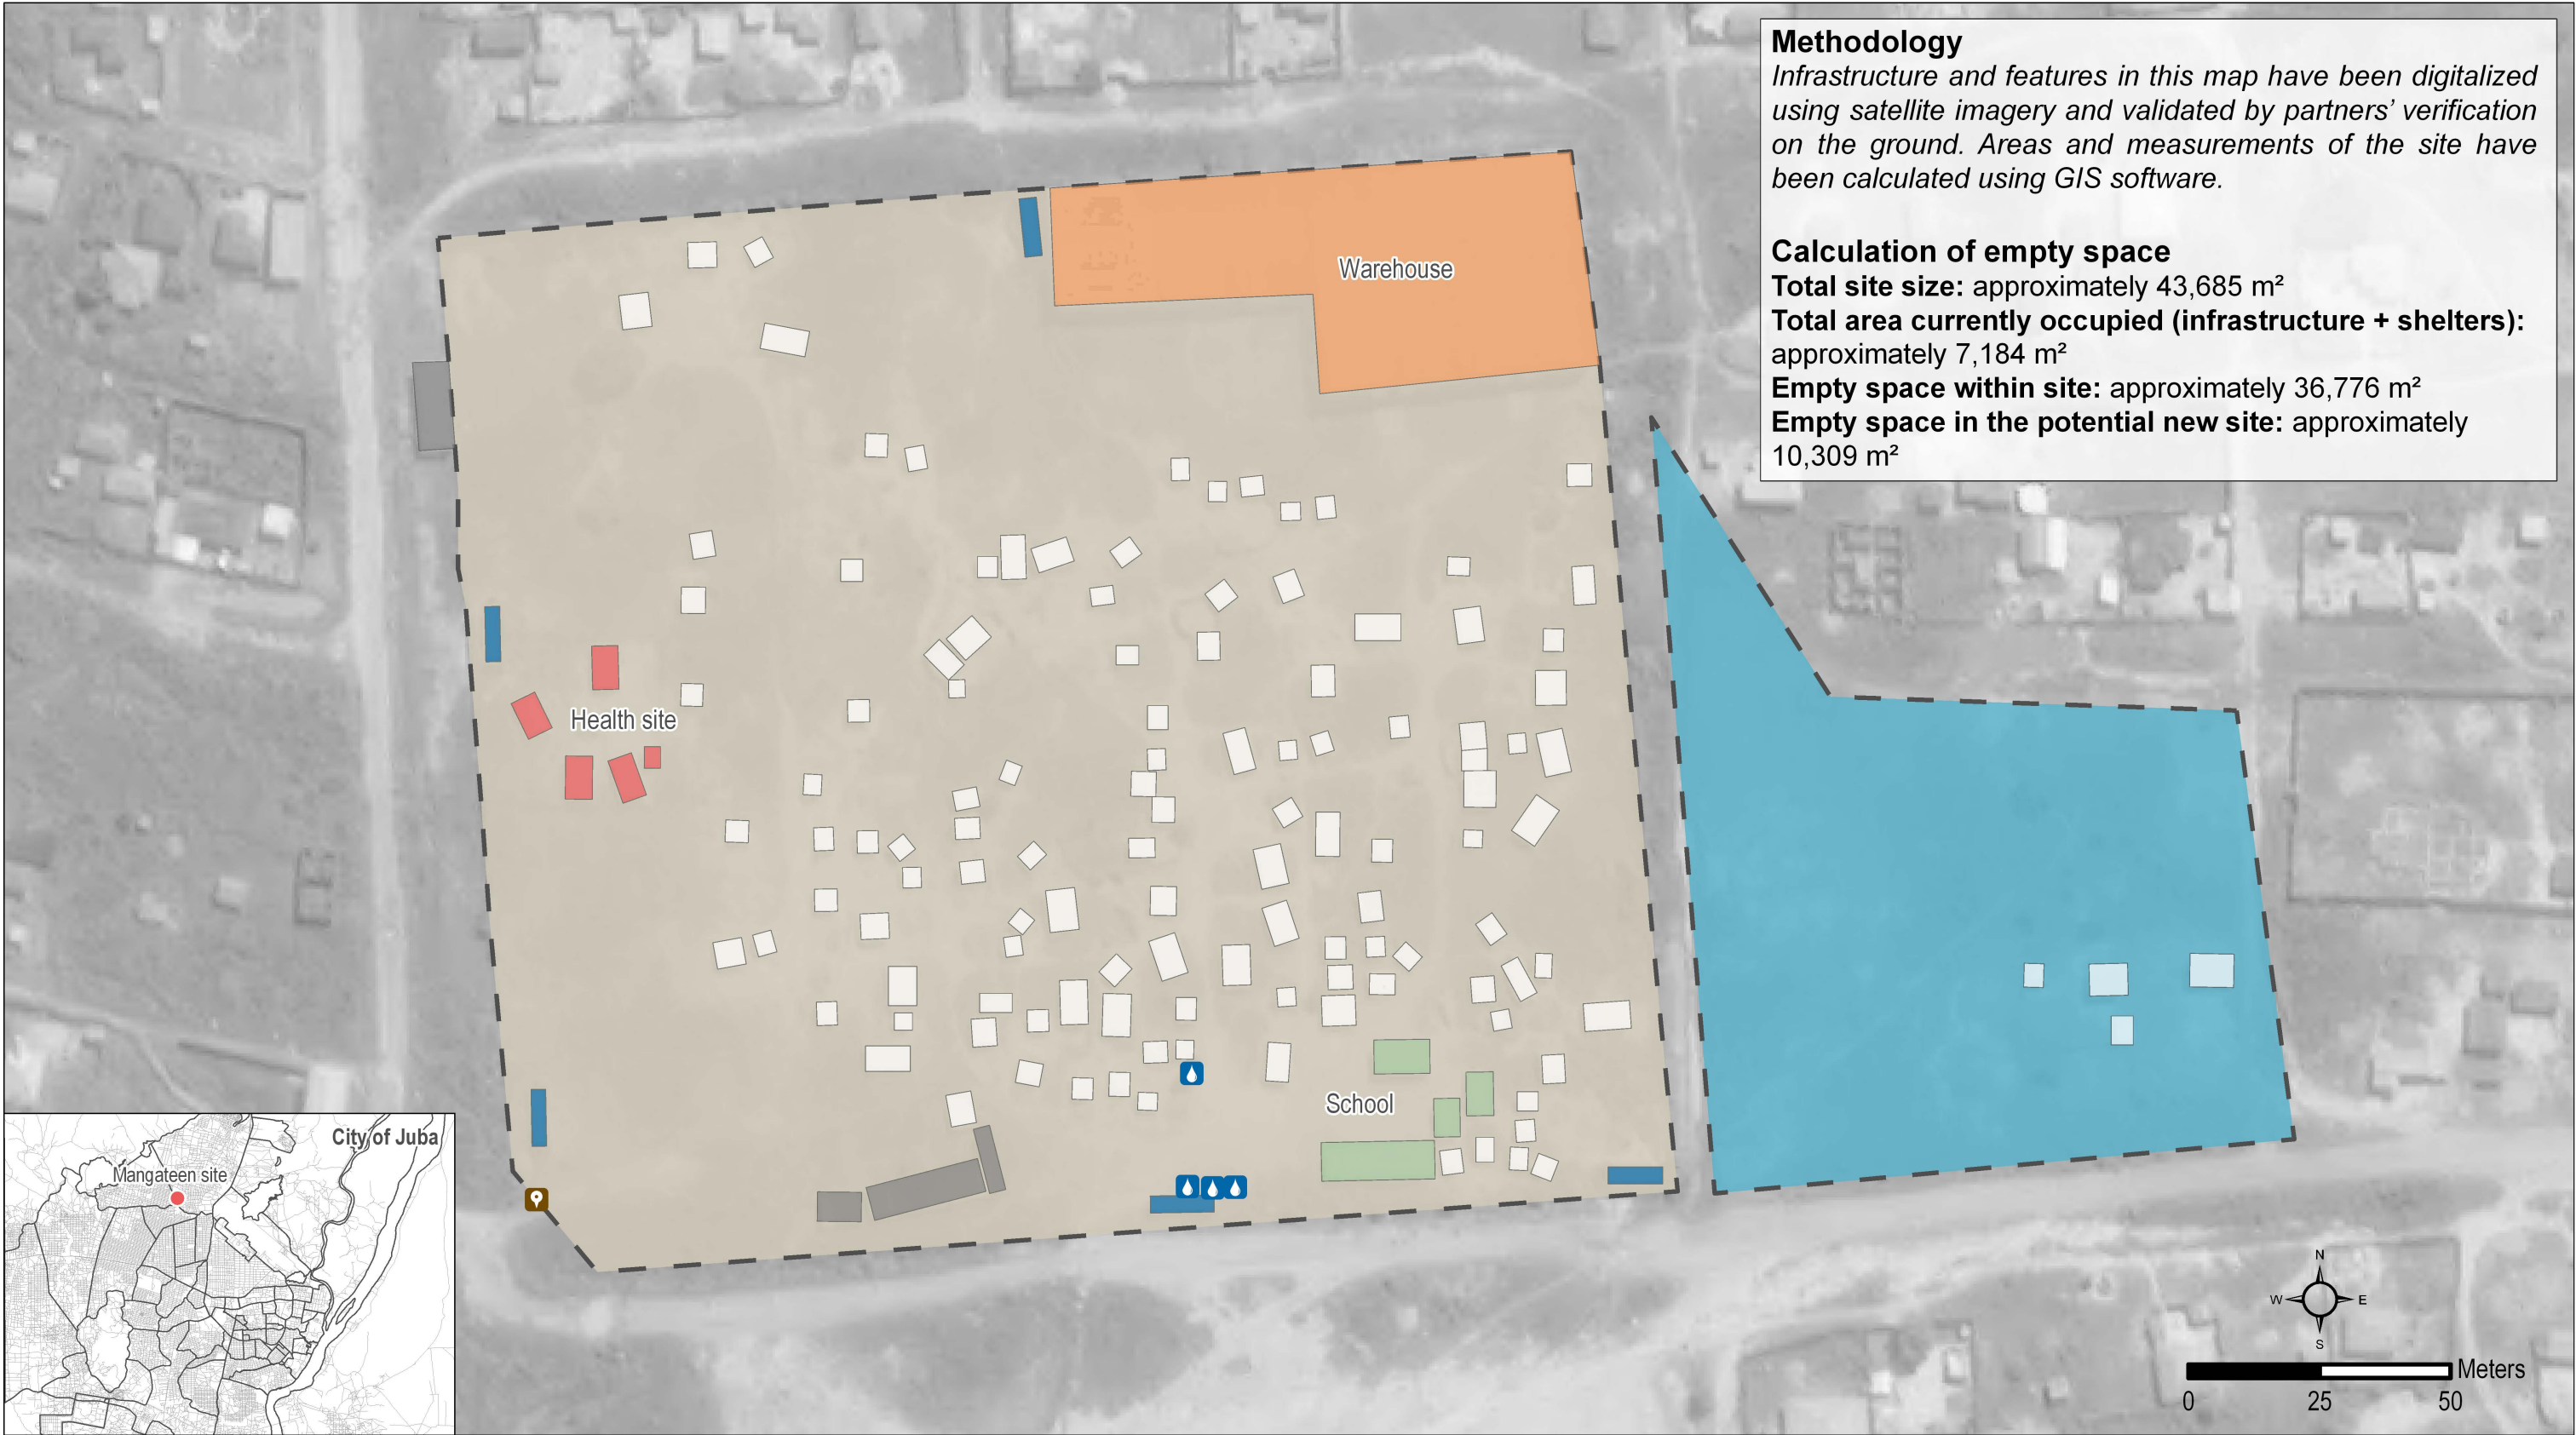 Methodology
Infrastructure and features in this map have been digitalized
using satellite imagery and validated by partners’ verification
on the ground. Areas and measurements of the site have
been calculated using GIS software.
Calculation of empty space
Total site size: approximately 43,685 m²
Total area currently occupied (infrastructure + shelters):
approximately 7,184 m²
Empty space within site: approximately 36,776 m²
Empty space in the potential new site: approximately
10,309 m²
Warehouse
Health site
School
City of Juba
Mangateen site
N
W E
S
Meters
0 25 50